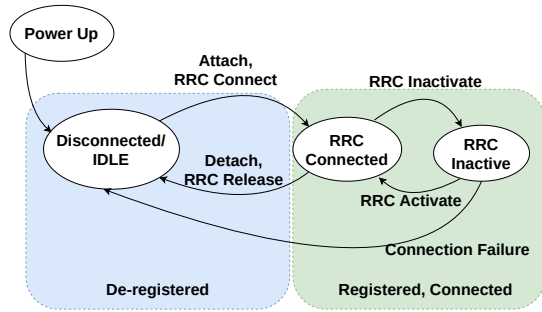 Power Up
Attach,
RRC Connect
RRC Inactivate
Disconnected/
IDLE
RRC
Connected
RRC
Inactive
Detach,
RRC Release
RRC Activate
Connection Failure
De-registered
Registered, Connected